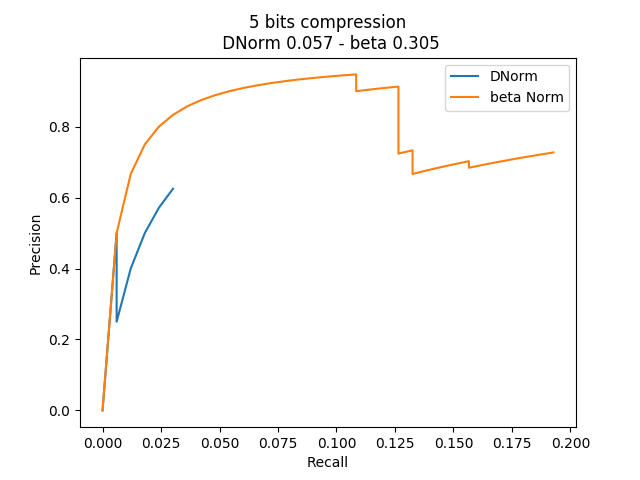 5 bits compression
DNorm 0.057 - beta 0.305
DNorm
beta Norm
Precision
0.8
0.6
0.4
0.2
0.0
0.000 0.025 0.050 0.075 0.100 0.125 0.150 0.175 0.200
Recall